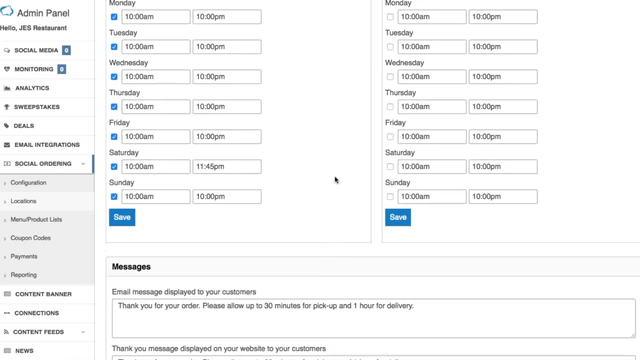 Admin Panel
Hello, JES Restaurant
SOCIAL MEDIA 0
MONITORING 0
ANALYTICS
SWEEPSTAKES
DEALS
EMAIL INTEGRATIONS
SOCIAL ORDERING
Configuration
Locations
Menu/Product Lists
Coupon Codes
Payments
Reporting
CONTENT BANNER
CONNECTIONS
CONTENT FEEDS
NEWS
Monday
10:00am 10:00pm
Tuesday
10:00am 10:00pm
Wednesday
10:00am 10:00pm
Thursday
10:00am 10:00pm
Friday
10:00am 10:00pm
Saturday
10:00am 11:45pm
Sunday
10:00am 10:00pm
Save
Monday
10:00am 10:00pm
Tuesday
10:00am 10:00pm
Wednesday
10:00am 10:00pm
Thursday
10:00am 10:00pm
Friday
10:00am 10:00pm
Saturday
10:00am 10:00pm
Sunday
10:00am 10:00pm
Save
Messages
Email message displayed to your customers
Thank you for your order. Please allow up to 30 minutes for pick-up and 1 hour for delivery.
Thank you message displayed on your website to your customers